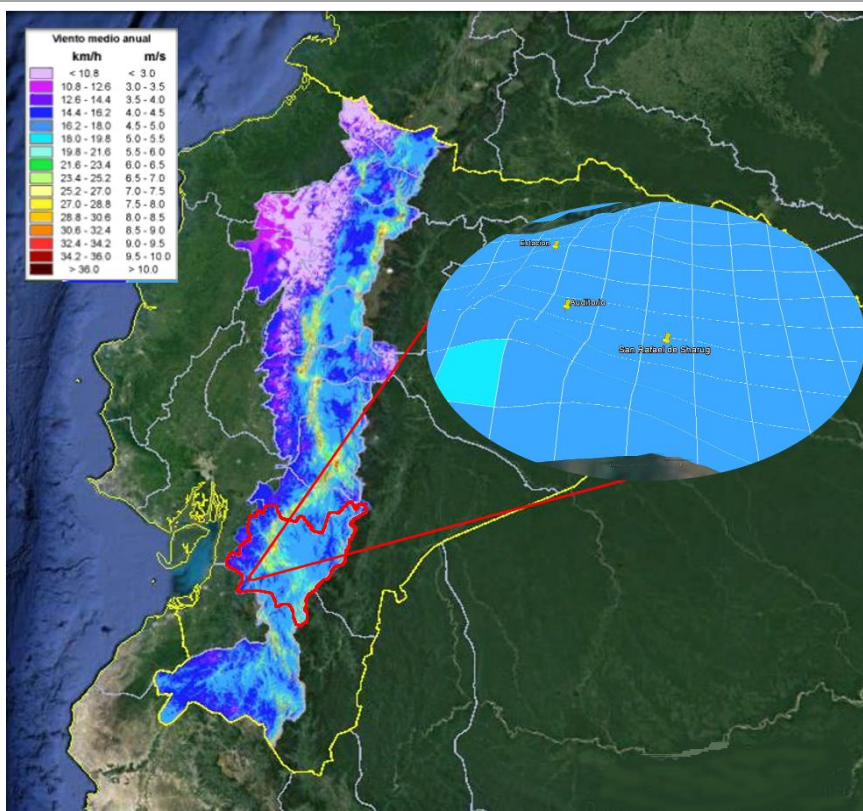 Viento medio anual
km/h m/s
< 10.8 < 3.0
10.8 - 12.6 3.0 - 3.5
12.6 - 14.4 3.5 - 4.0
14.4 - 16.2 4.0 - 4.5
16.2 - 18.0 4.5 - 5.0
18.0 - 19.8 5.0 - 5.5
19.8 - 21.6 5.5 - 6.0
21.6 - 23.4 6.0 - 6.5
23.4 - 25.2 6.5 - 7.0
25.2 - 27.0 7.0 - 7.5
27.0 - 28.8 7.5 - 8.0
28.8 - 30.6 8.0 - 8.5
30.6 - 32.4 8.5 - 9.0
32.4 - 34.2 9.0 - 9.5
34.2 - 36.0 9.5 - 10.0
> 36.0 > 10.0
Estacion
Auditorio
San Rafael de Sharug